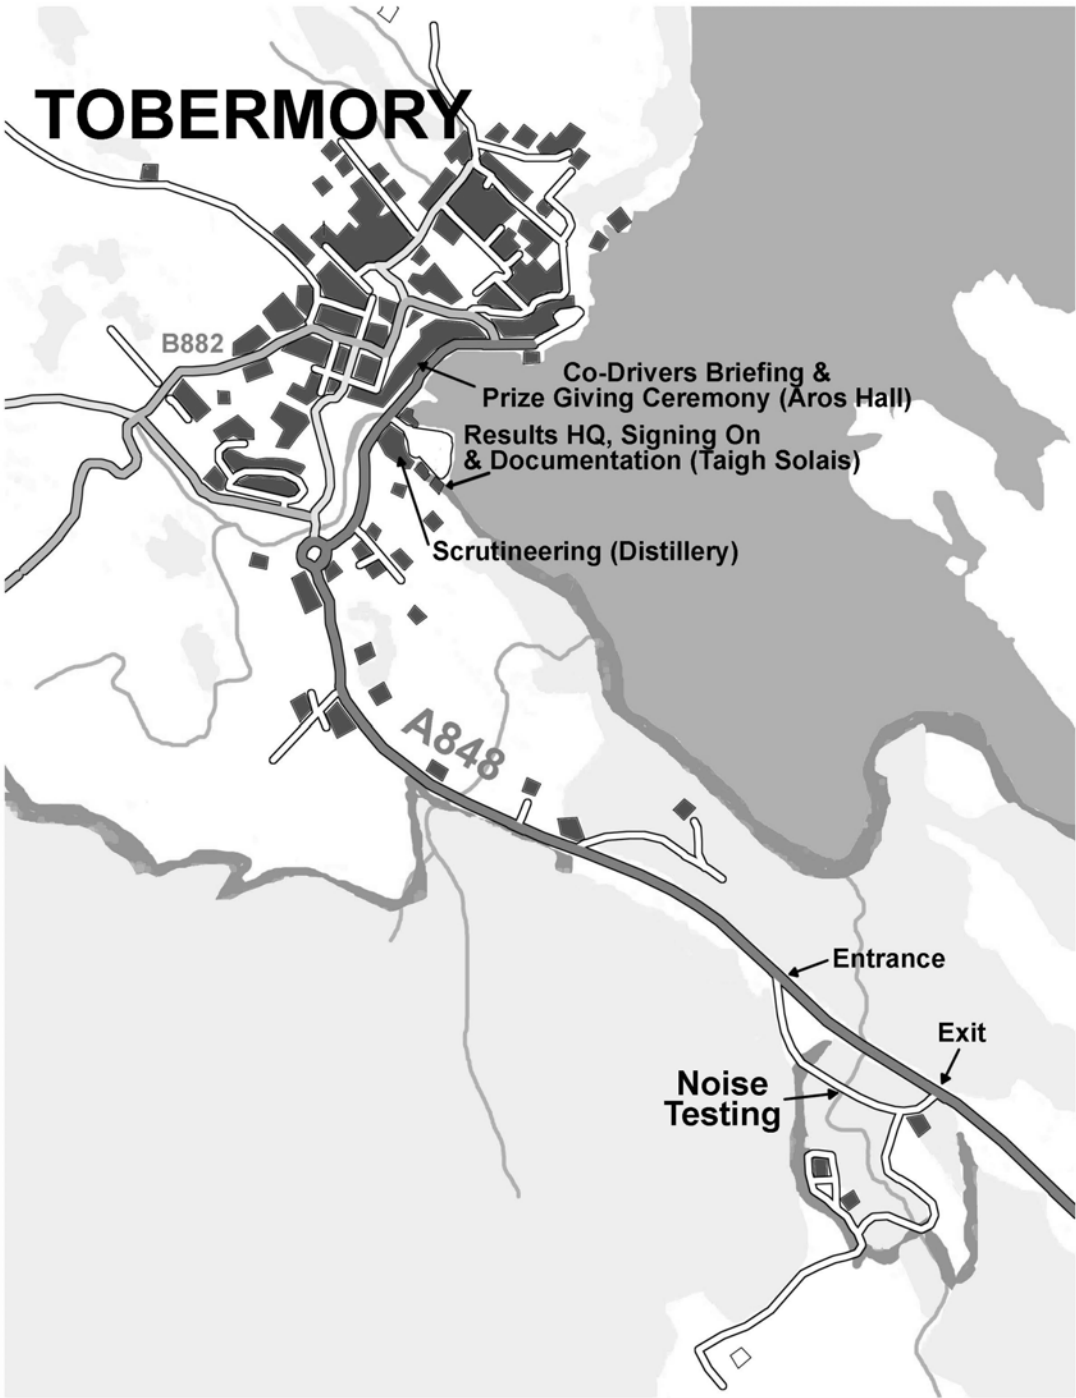 TOBERMORY
B882
Co-Drivers Briefing &
Prize Giving Ceremony (Aros Hall)
Results HQ, Signing On
& Documentation (Taigh Solais)
Scrutineering (Distillery)
A848
Entrance
Exit
Noise
Testing